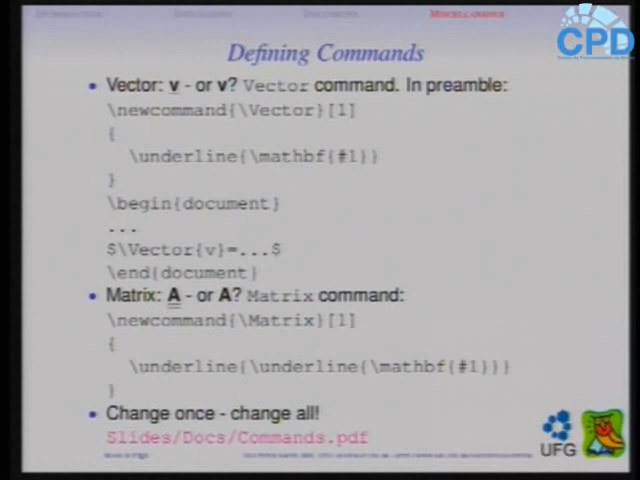 Miscellaneous
CPD
Defining Commands
• Vector: v - or v? Vector command. In preamble:
\newcommand{\Vector}[1]
{
\underline{\mathbf{#1}}
}
\begin{document}
...
$\Vector{v}=...$
\end{document}
• Matrix: A - or A? Matrix command:
\newcommand{\Matrix}[1]
{
\underline{\underline{\mathbf{#1}}}
}
• Change once - change all!
Slides/Docs/Commands.pdf
UFG